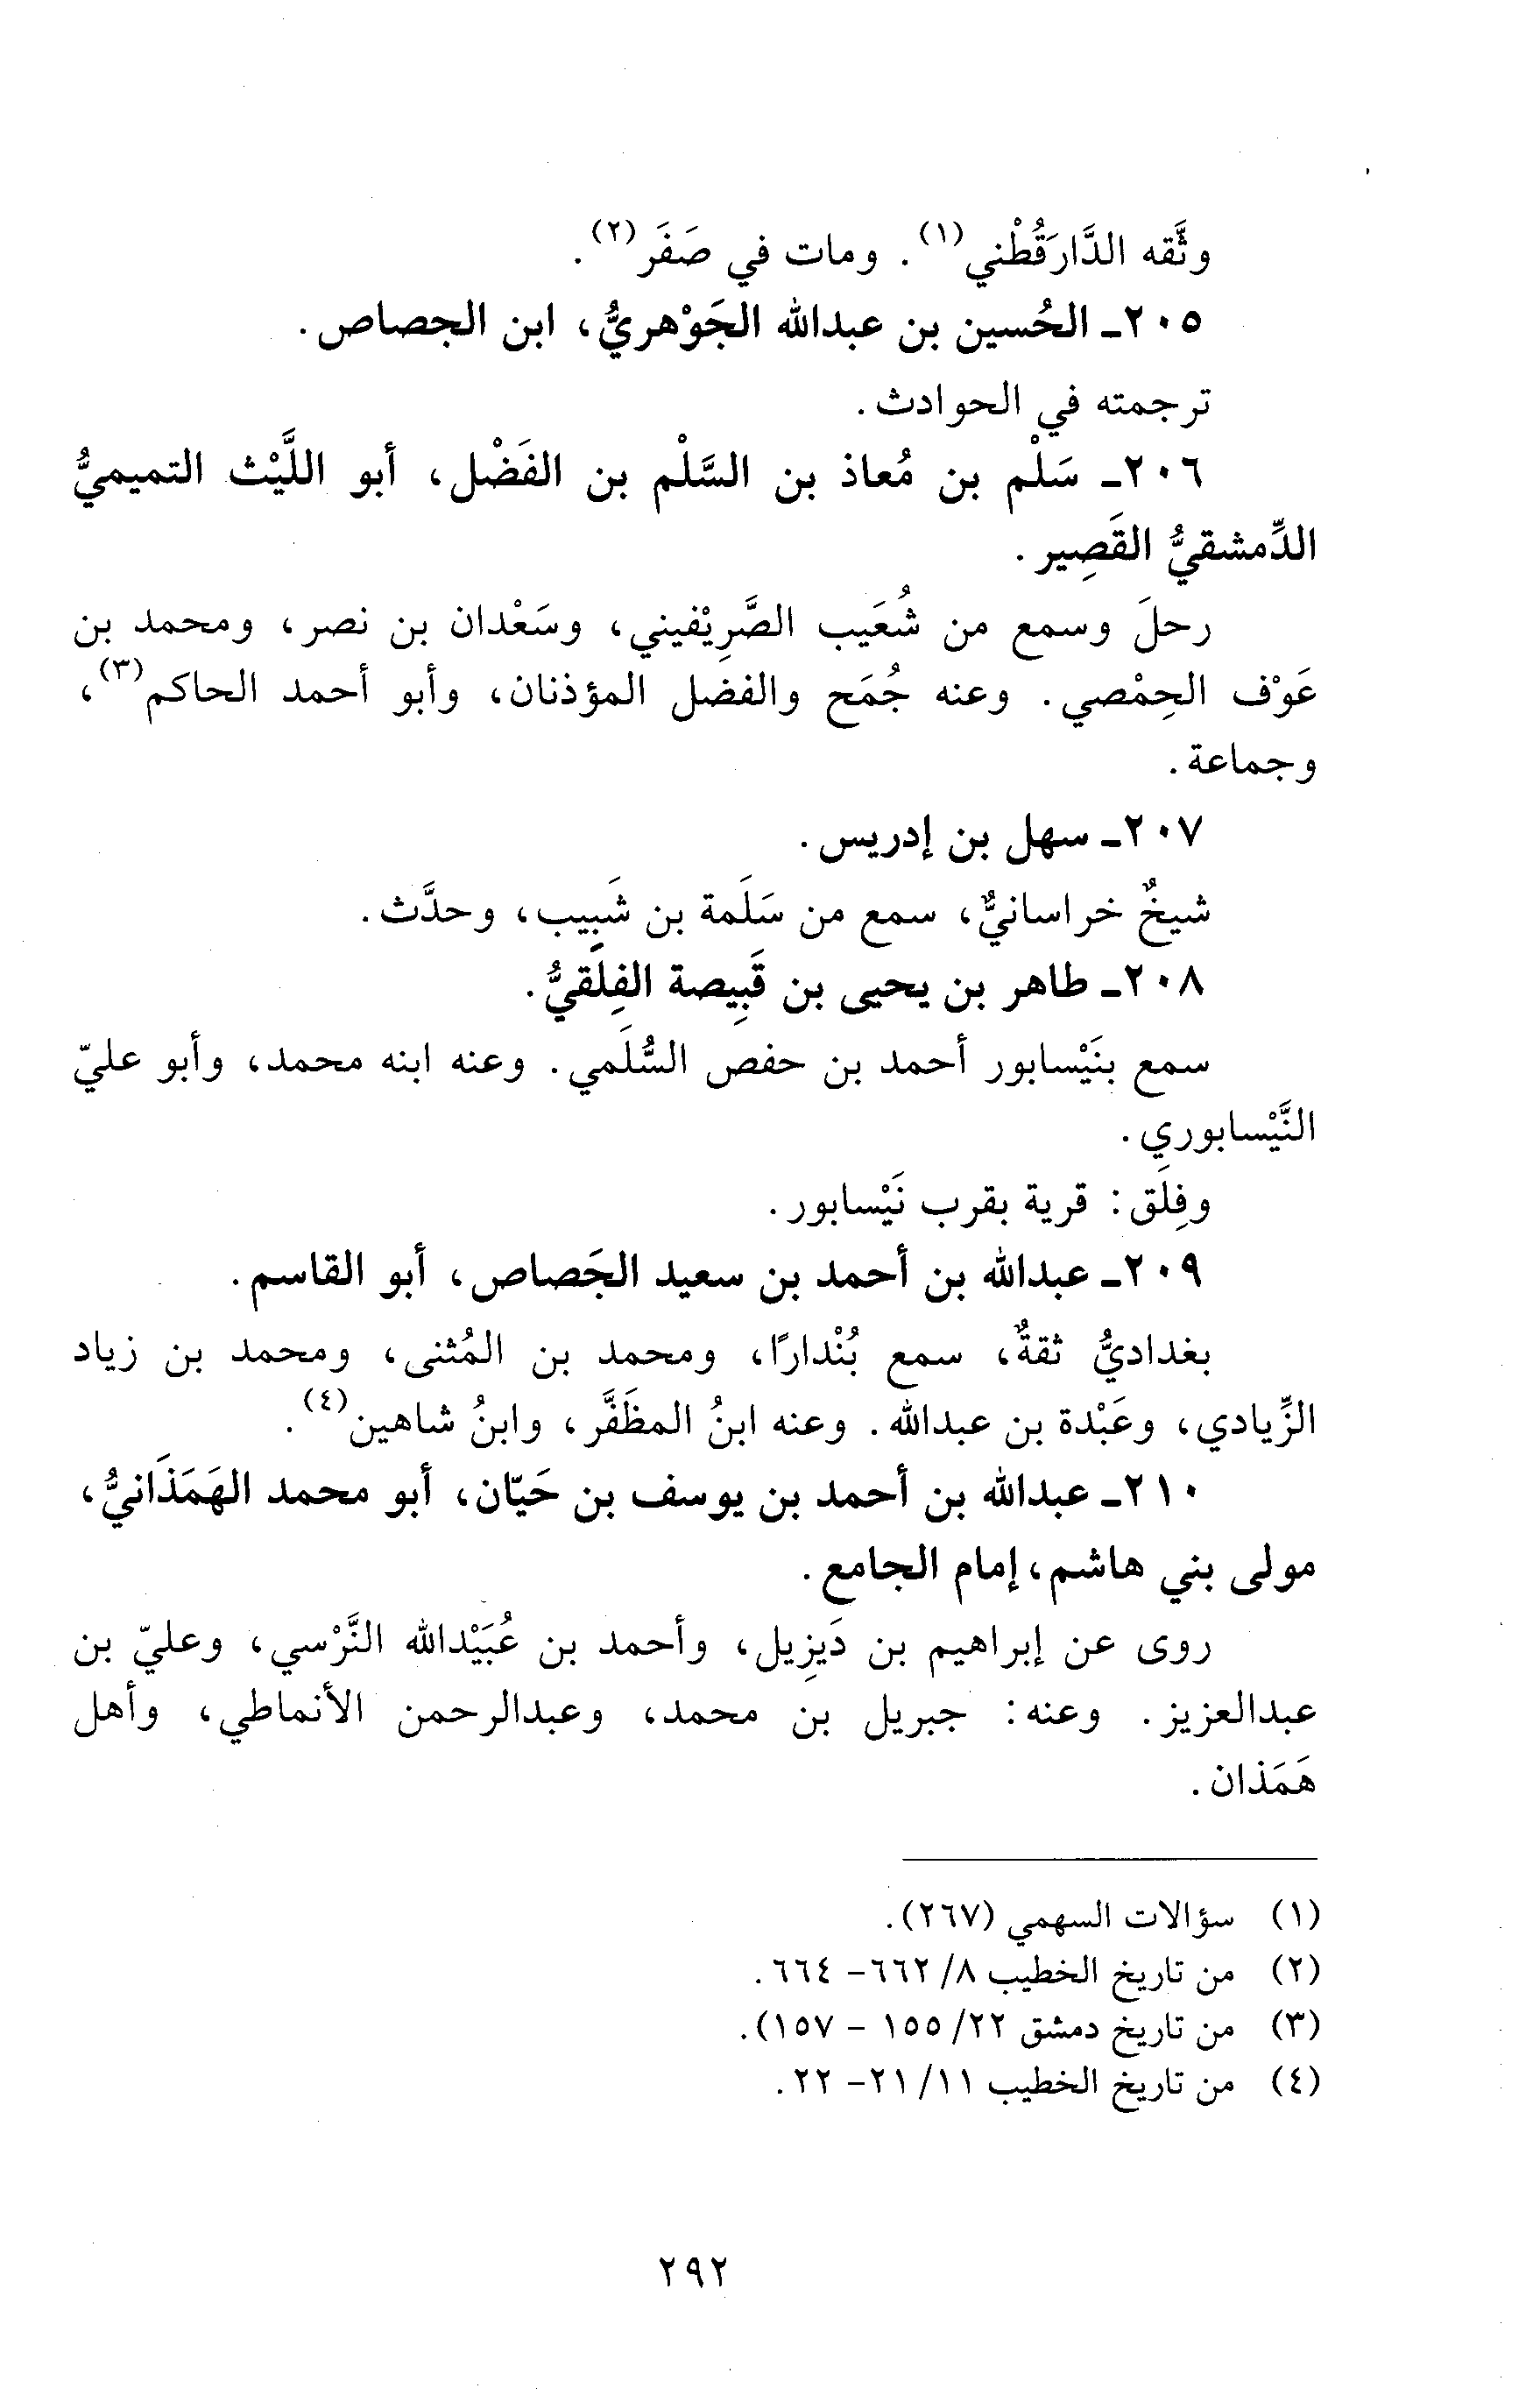 وثَّقه الدَّارَقُطْني(١). ومات في صَفَر(٢).
٢٠٥ـ الحُسين بن عبدالله الجَوْهريُّ، ابن الجصاص.
ترجمته في الحوادث.
٢٠٦ـ سَلْم بن مُعاذ بن السَّلْم بن الفَضْل، أبو اللَّيْث التميميُّ
الدِّمشقيُّ القَصِير.
رحلَ وسمع من شُعَيب الصَّرِيْفيني، وسَعْدان بن نصر، ومحمد بن
عَوْف الحِمْصي. وعنه جُمَح والفضل المؤذنان، وأبو أحمد الحاكم(٣)،
وجماعة.
٢٠٧ـ سهل بن إدريس.
شيخٌ خراسانيٌّ، سمع من سَلَمة بن شَبِيب، وحدَّث.
٢٠٨ـ طاهر بن يحيى بن قَبِيصة الفِلَقيُّ.
سمع بنَيْسابور أحمد بن حفص السُّلَمي. وعنه ابنه محمد، وأبو عليّ
النَّيْسابوري.
وفِلَق: قرية بقرب نَيْسابور.
٢٠٩ـ عبدالله بن أحمد بن سعيد الجَصاص، أبو القاسم.
بغداديُّ ثقةٌ، سمع بُنْدارًا، ومحمد بن المُثنى، ومحمد بن زياد
الزِّيادي، وعَبْدة بن عبدالله. وعنه ابنُ المظَفَّر، وابنُ شاهين(٤).
٢١٠ـ عبدالله بن أحمد بن يوسف بن حَيّان، أبو محمد الهَمَذَانيُّ،
مولى بني هاشم، إمام الجامع.
روى عن إبراهيم بن دَيزِيل، وأحمد بن عُبَيْدالله النَّرْسي، وعليّ بن
عبدالعزيز. وعنه: جبريل بن محمد، وعبدالرحمن الأنماطي، وأهل
هَمَذان.
(١) سؤالات السهمي (٢٦٧).
(٢) من تاريخ الخطيب ٨/ ٦٦٢- ٦٦٤.
(٣) من تاريخ دمشق ٢٢/ ١٥٥ - ١٥٧).
(٤) من تاريخ الخطيب ١١/ ٢١- ٢٢.
٢٩٢